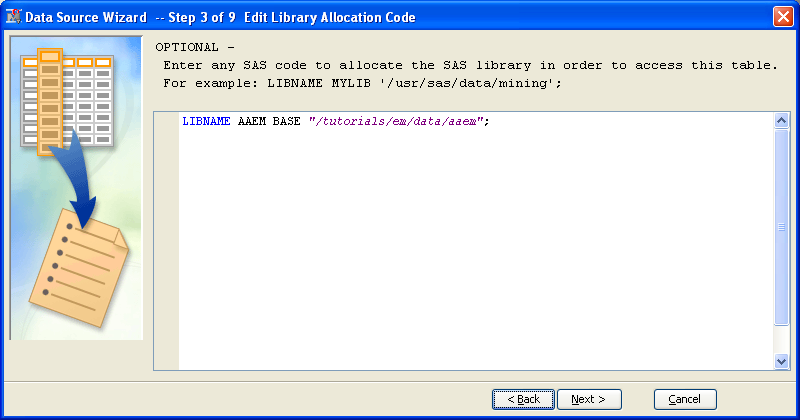 Data Source Wizard -- Step 3 of 9 Edit Library Allocation Code
OPTIONAL -
Enter any SAS code to allocate the SAS library in order to access this table.
For example: LIBNAME MYLIB '/usr/sas/data/mining';
LIBNAME AAEM BASE "/tutorials/em/data/aaem";
< Back Next > Cancel